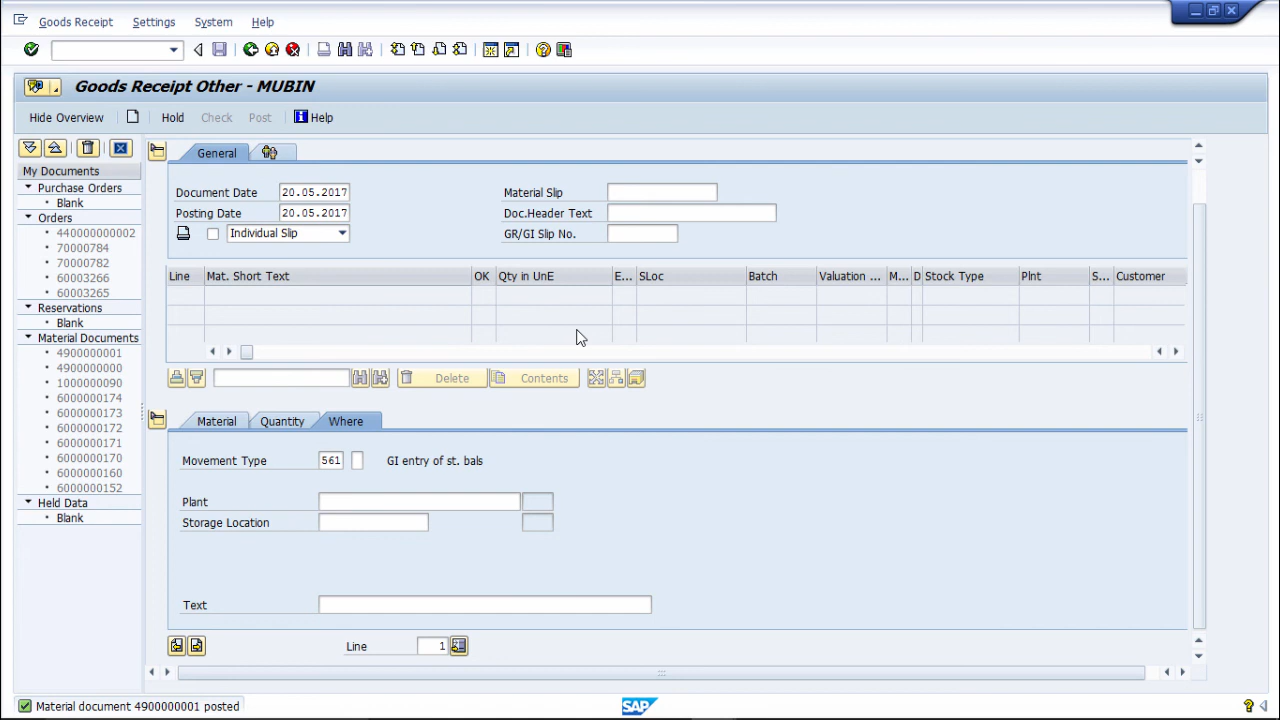 Goods Receipt Settings System Help
Goods Receipt Other - MUBIN
Hide Overview Hold Check Post Help
My Documents
Purchase Orders
Blank
Orders
440000000002
70000784
70000782
60003266
60003265
Reservations
Blank
Material Documents
4900000001
4900000000
1000000090
6000000174
6000000173
6000000172
6000000171
6000000170
6000000160
6000000152
Held Data
Blank
General
Document Date 20.05.2017 Material Slip
Posting Date 20.05.2017 Doc.Header Text
Individual Slip GR/GI Slip No.
Line Mat. Short Text OK Qty in UnE E... SLoc Batch Valuation ... M... D Stock Type Plnt S... Customer
Delete Contents
Material Quantity Where
Movement Type 561 GI entry of st. bals
Plant
Storage Location
Text
Line 1
Material document 4900000001 posted SAP